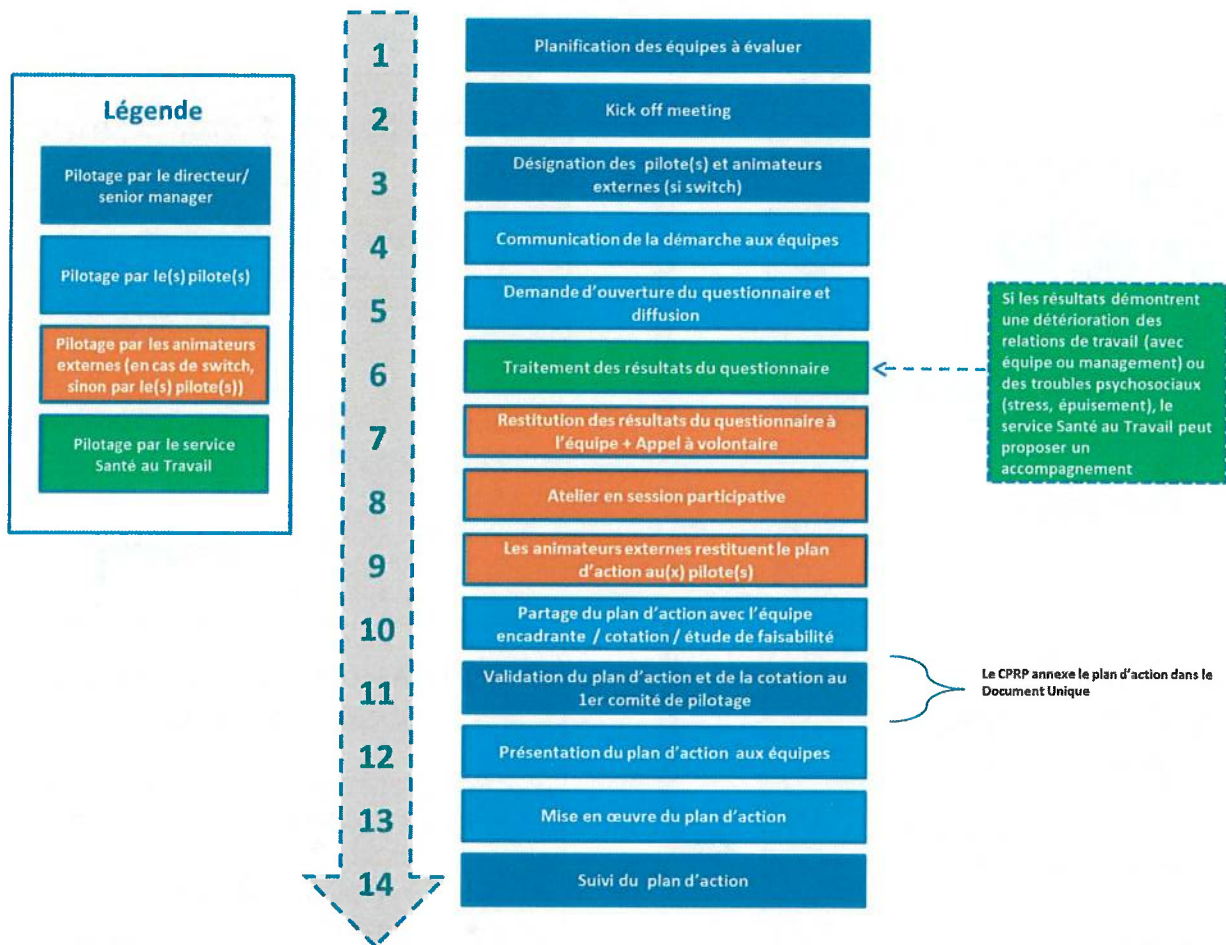 Légende
Pilotage par le directeur/
senior manager
Pilotage par le(s) pilote(s)
Pilotage par les animateurs
externes (en cas de switch,
sinon par le(s) pilote(s))
Pilotage par le service
Santé au Travail
1
Planification des équipes à évaluer
2
Kick off meeting
3
Désignation des pilote(s) et animateurs
externes (si switch)
4
Communication de la démarche aux équipes
5
Demande d'ouverture du questionnaire et
diffusion
6
Traitement des résultats du questionnaire
7
Restitution des résultats du questionnaire à
l'équipe + Appel à volontaire
8
Atelier en session participative
9
Les animateurs externes restituent le plan
d'action au(x) pilote(s)
10
Partage du plan d'action avec l'équipe
encadrante / cotation / étude de faisabilité
11
Validation du plan d'action et de la cotation au
1er comité de pilotage
12
Présentation du plan d'action aux équipes
13
Mise en œuvre du plan d'action
14
Suivi du plan d'action
Si les résultats démontrent
une détérioration des
relations de travail (avec
équipe ou management) ou
des troubles psychosociaux
(stress, épuisement), le
service Santé au Travail peut
proposer un
accompagnement
Le CPRP annexe le plan d'action dans le
Document Unique